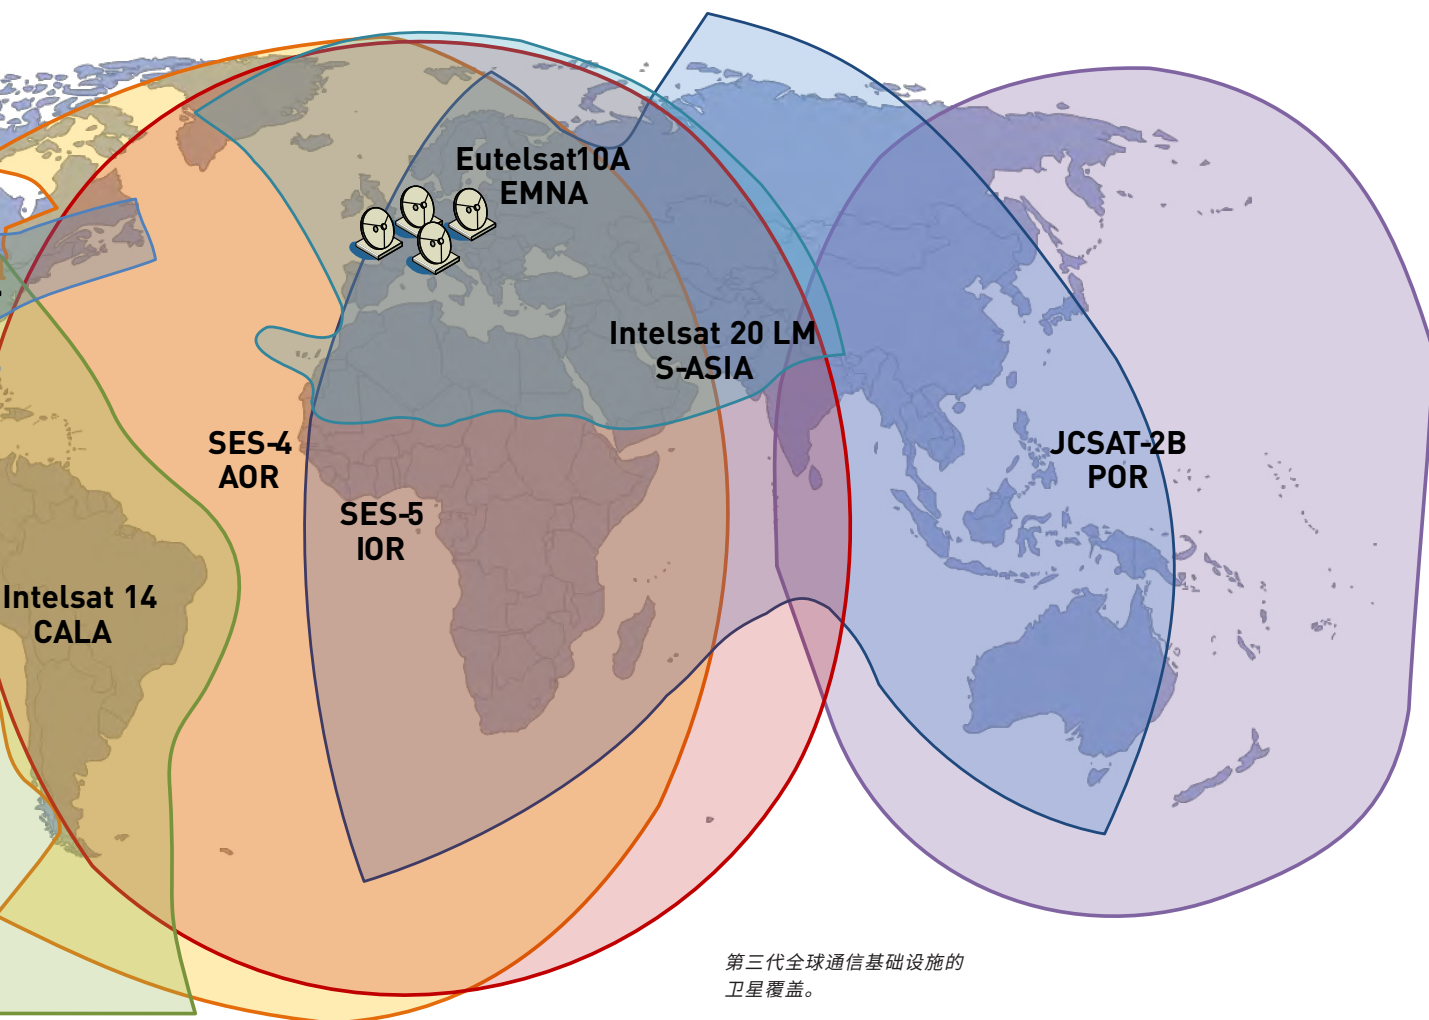 Eutelsat10A
EMNA
Intelsat 20 LM
S-ASIA
SES-4
AOR
JCSAT-2B
POR
SES-5
IOR
Intelsat 14
CALA
第三代全球通信基础设施的
卫星覆盖。